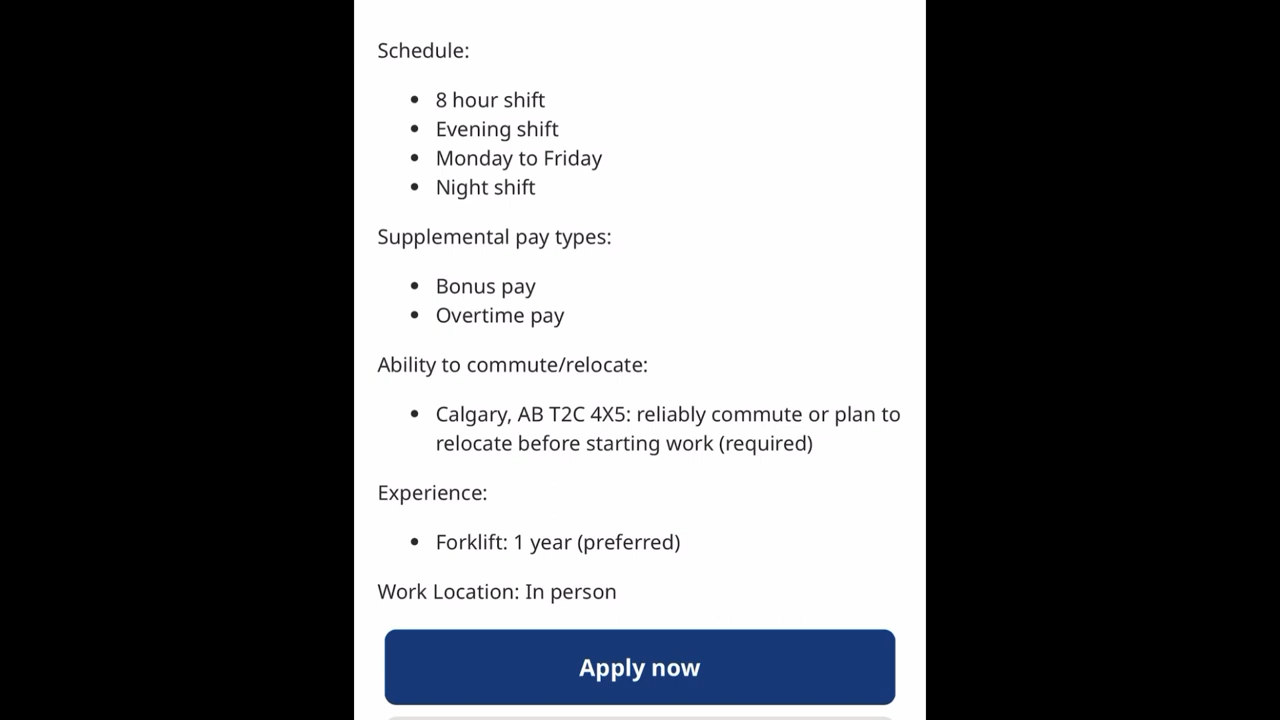 Schedule:
• 8 hour shift
• Evening shift
• Monday to Friday
• Night shift
Supplemental pay types:
• Bonus pay
• Overtime pay
Ability to commute/relocate:
• Calgary, AB T2C 4X5: reliably commute or plan to
relocate before starting work (required)
Experience:
• Forklift: 1 year (preferred)
Work Location: In person
Apply now